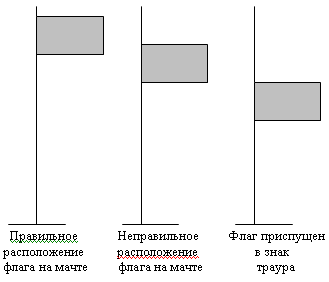 Правильное
расположение
флага на мачте
Неправильное
расположение
флага на мачте
Флаг приспущен
в знак
траура